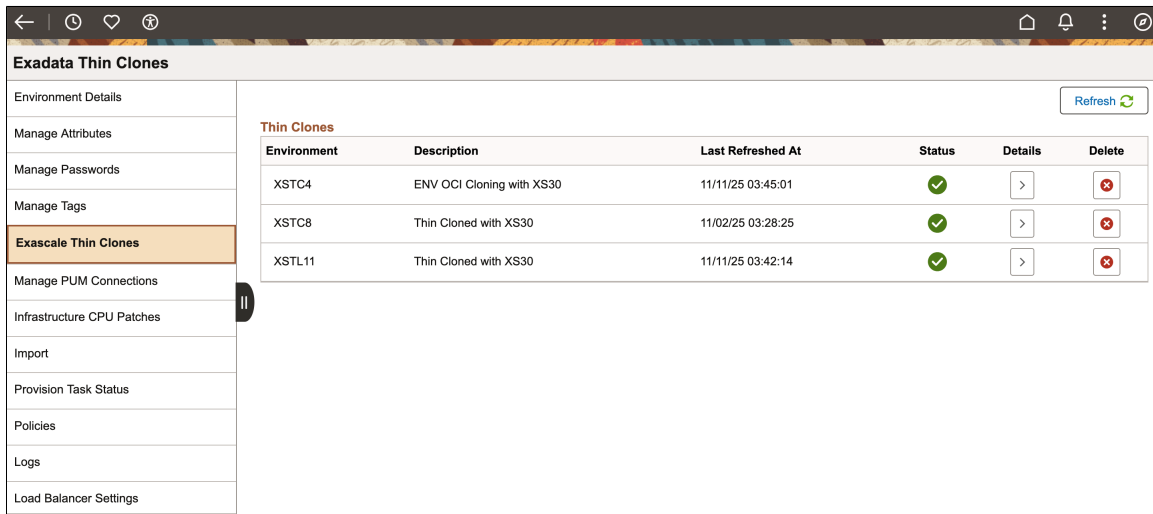 Exadata Thin Clones
Environment Details
Manage Attributes
Manage Passwords
Manage Tags
Exascale Thin Clones
Manage PUM Connections
Infrastructure CPU Patches
Import
Provision Task Status
Policies
Logs
Load Balancer Settings
Refresh
Thin Clones
Environment Description Last Refreshed At Status Details Delete
XSTC4 ENV OCI Cloning with XS30 11/11/25 03:45:01
XSTC8 Thin Cloned with XS30 11/02/25 03:28:25
XSTL11 Thin Cloned with XS30 11/11/25 03:42:14